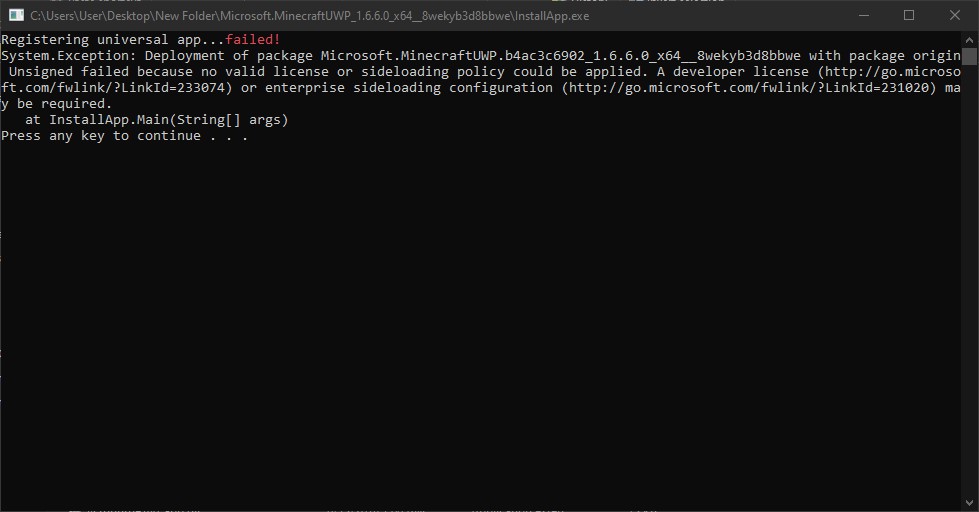 C:\Users\User\Desktop\New Folder\Microsoft.MinecraftUWP_1.6.6.0_x64__8wekyb3d8bbwe\InstallApp.exe
Registering universal app...failed!
System.Exception: Deployment of package Microsoft.MinecraftUWP.b4ac3c6902_1.6.6.0_x64__8wekyb3d8bbwe with package origin
Unsigned failed because no valid license or sideloading policy could be applied. A developer license (http://go.microso
ft.com/fwlink/?LinkId=233074) or enterprise sideloading configuration (http://go.microsoft.com/fwlink/?LinkId=231020) ma
y be required.
at InstallApp.Main(String[] args)
Press any key to continue . . .